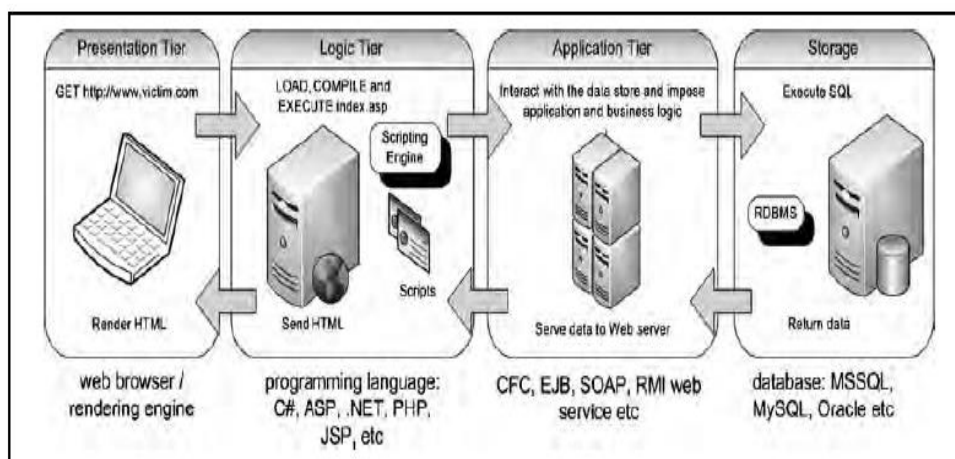 Presentation Tier
GET http://www.victim.com
Render HTML
web browser /
rendering engine
Logic Tier
LOAD, COMPILE and
EXECUTE index.asp
Scripting
Engine
Scripts
Send HTML
programming language:
C#, ASP, .NET, PHP,
JSP, etc
Application Tier
Interact with the data store and impose
application and business logic
Serve data to Web server
CFC, EJB, SOAP, RMI web
service etc
Storage
Execute SQL
RDBMS
Return data
database: MSSQL,
MySQL, Oracle etc